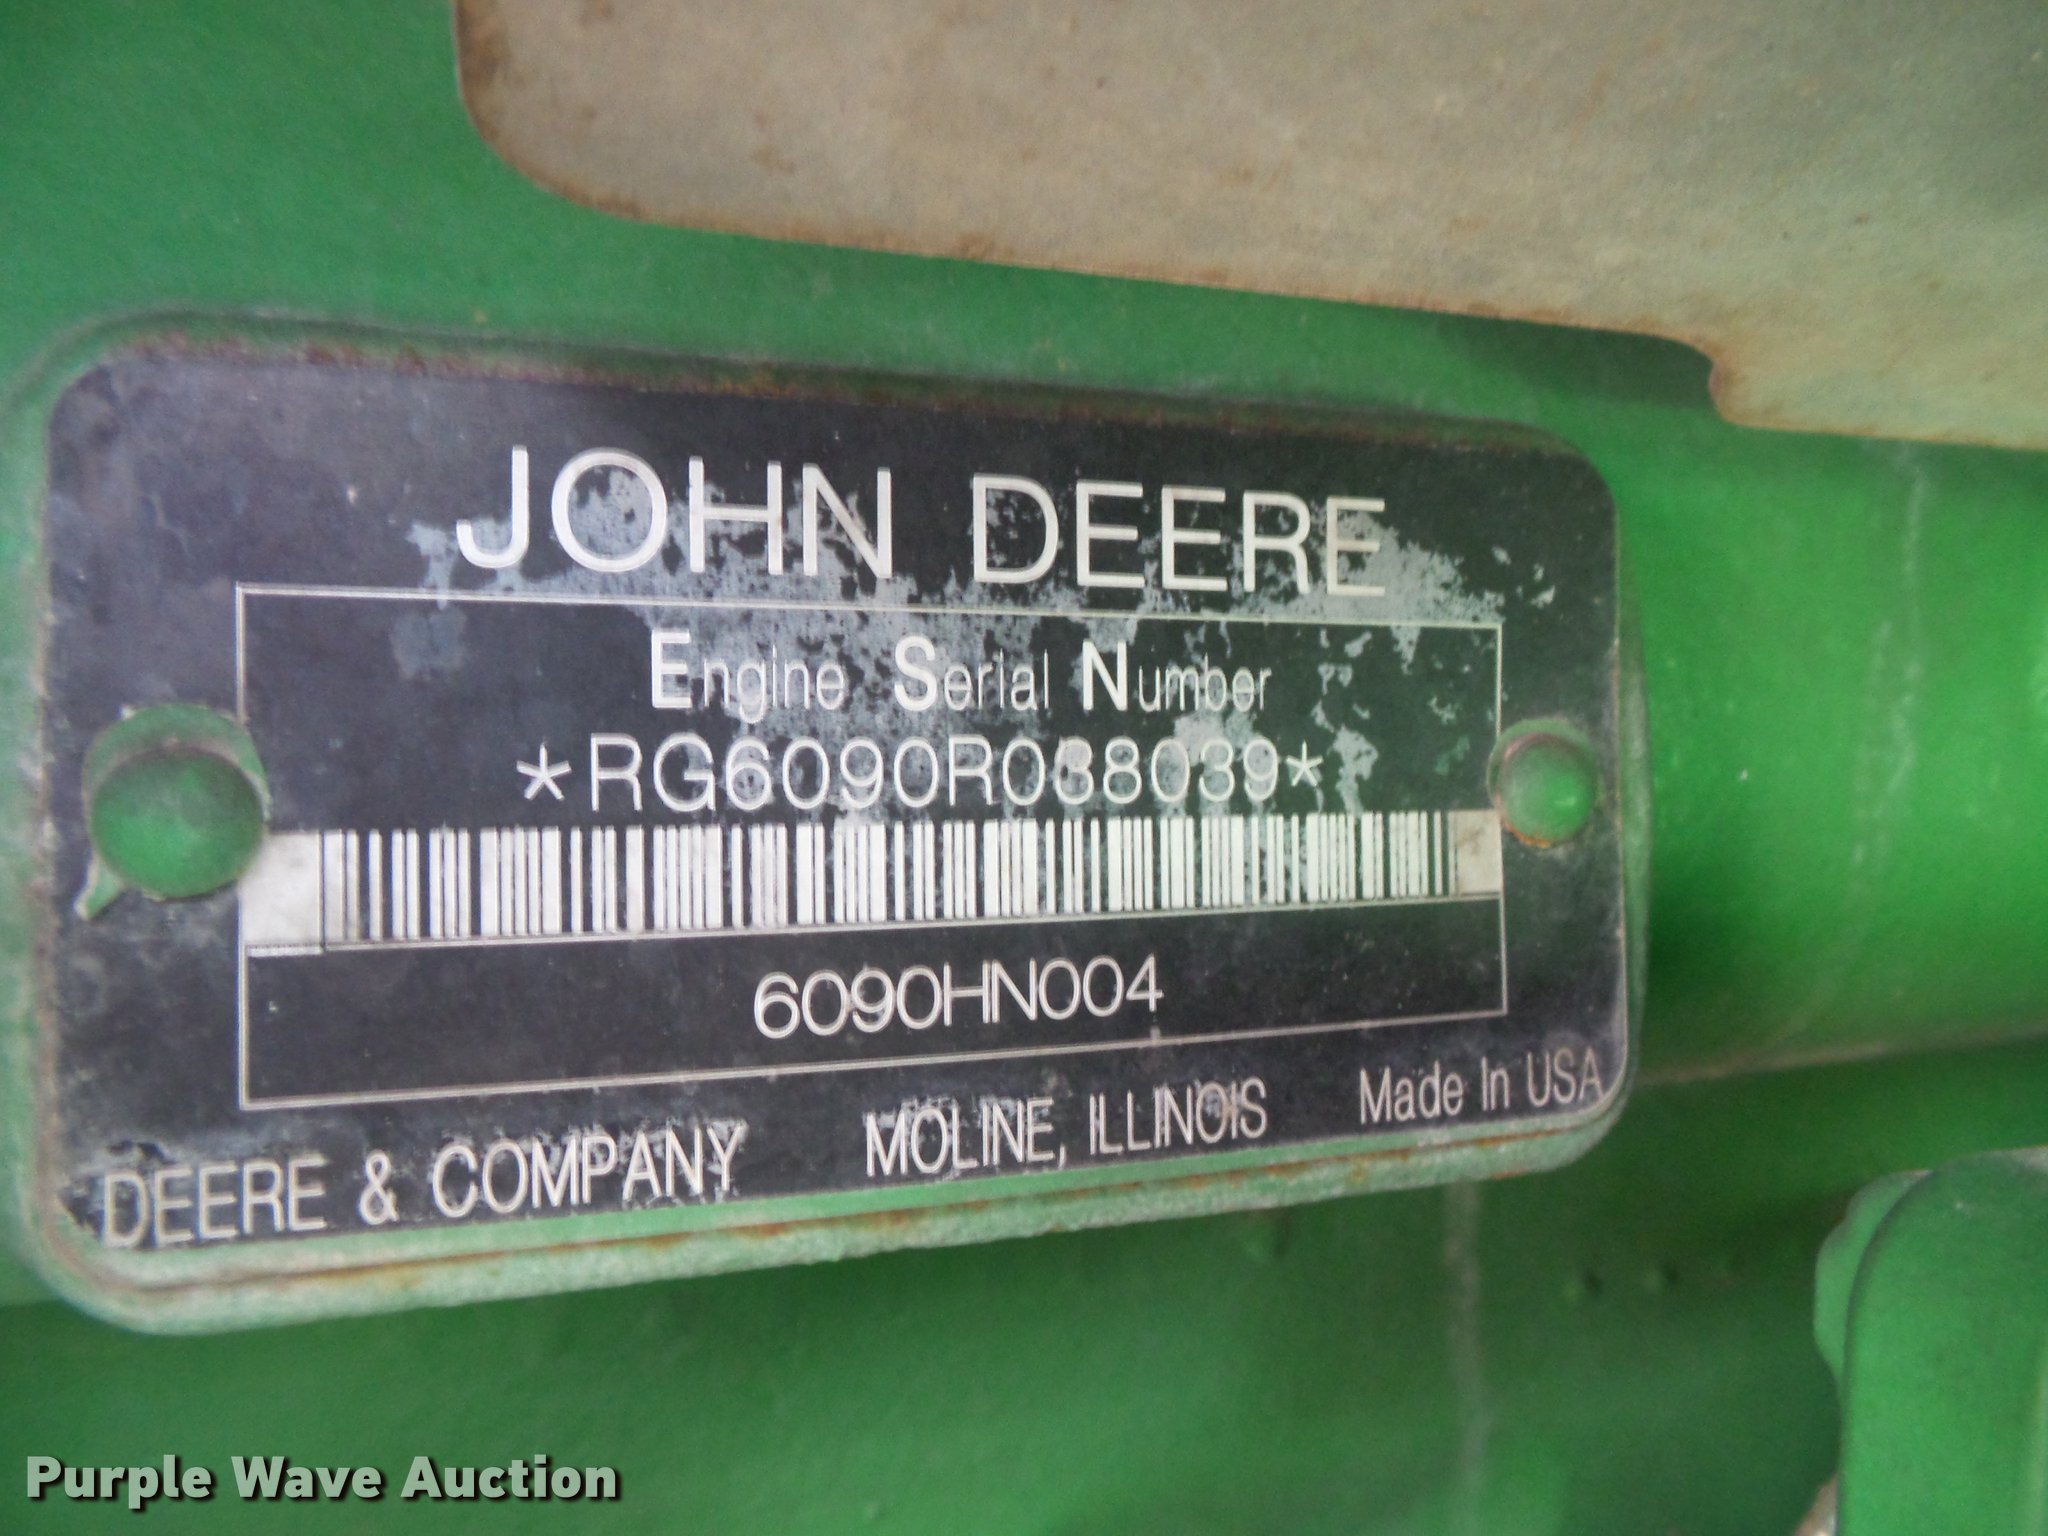 JOHN DEERE
Engine Serial Number
*RG6090R088039*
6090HN004
DEERE & COMPANY MOLINE, ILLINOIS Made In USA
Purple Wave Auction